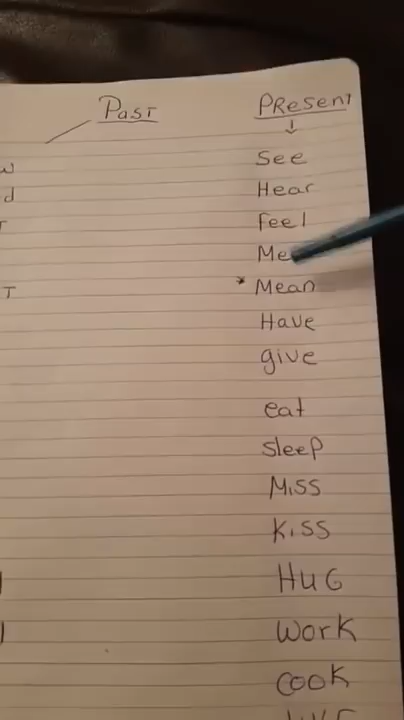 Past Present
See
Hear
Feel
Mean
Have
give
eat
Sleep
Miss
Kiss
Hug
Work
Cook